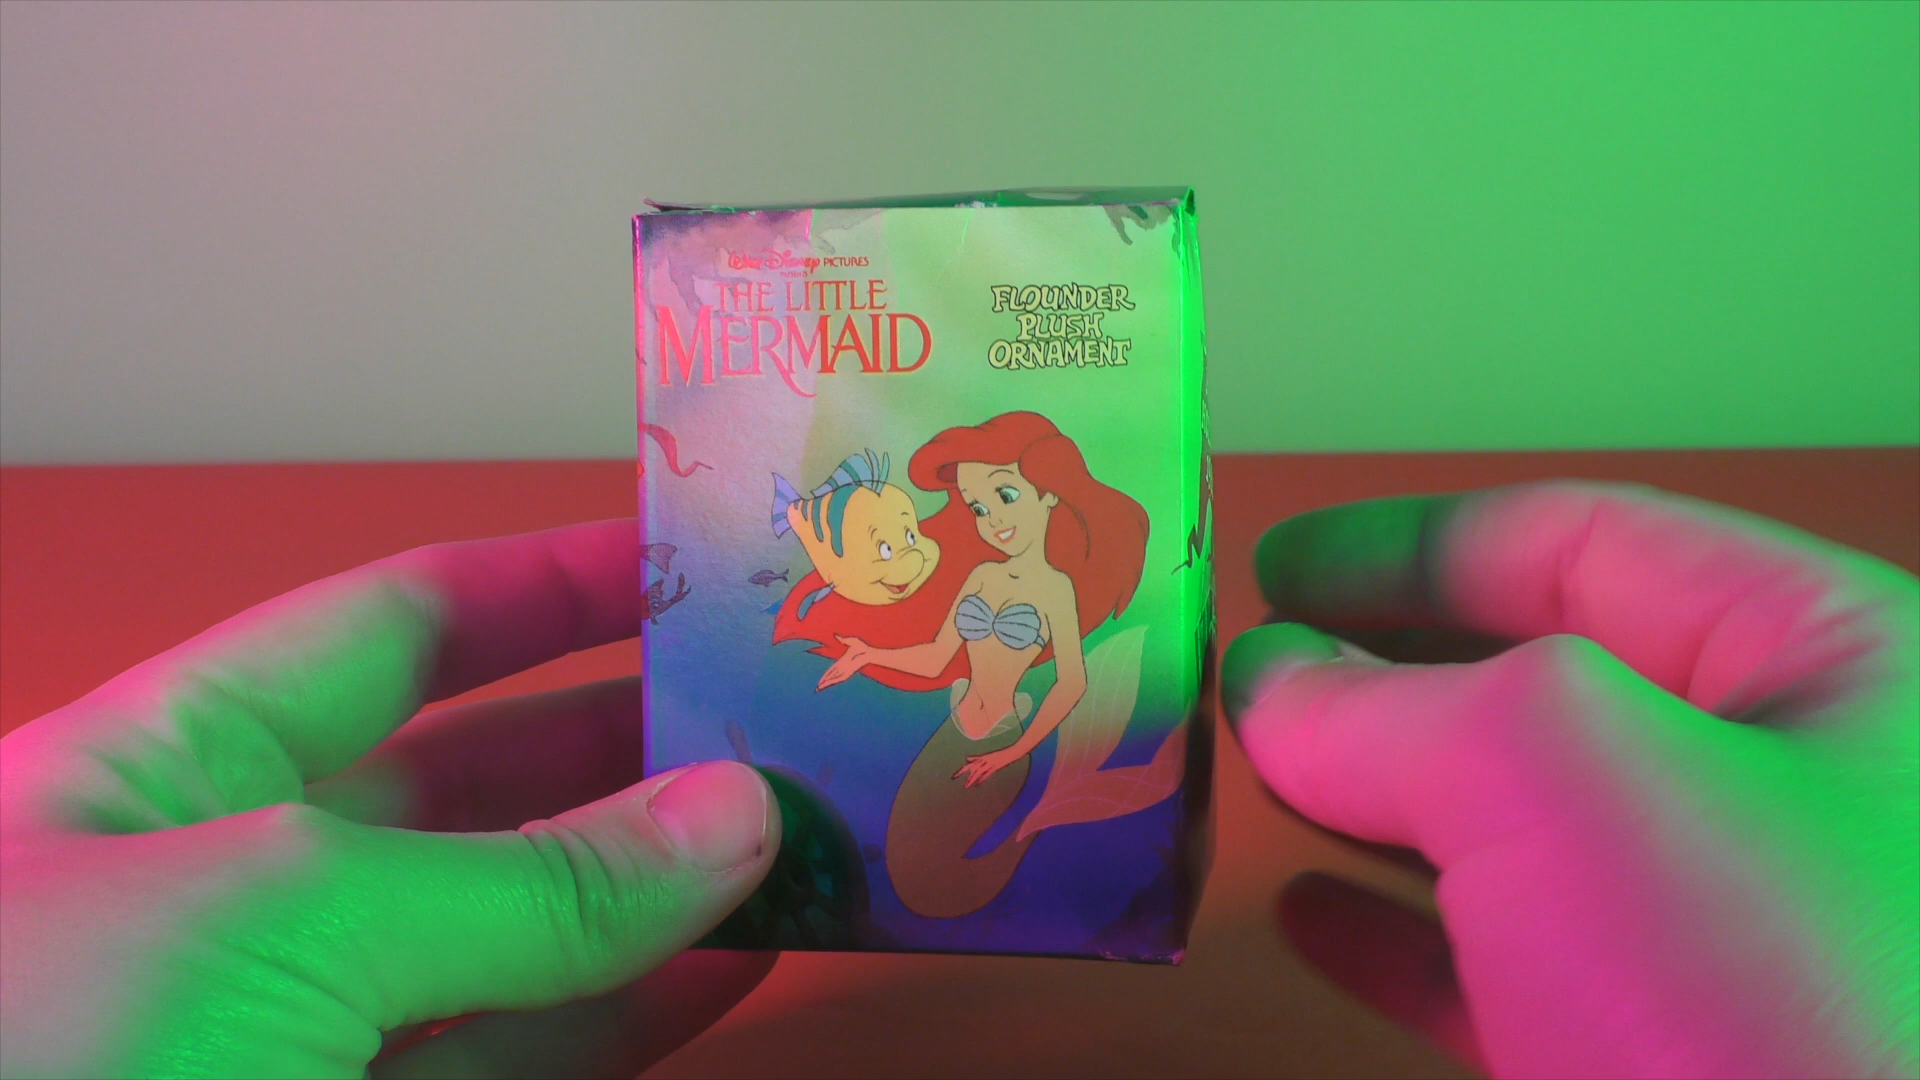 Walt Disney PICTURES
PRESENTS
THE LITTLE
MERMAID
FLOUNDER
PLUSH
ORNAMENT